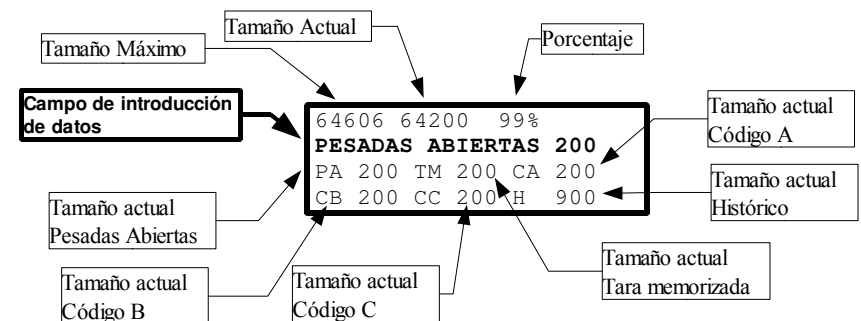 Tamaño Máximo
Tamaño Actual
Porcentaje
Campo de introducción
de datos
64606 64200 99%
PESADAS ABIERTAS 200
PA 200 TM 200 CA 200
CB 200 CC 200 H 900
Tamaño actual
Código A
Tamaño actual
Histórico
Tamaño actual
Pesadas Abiertas
Tamaño actual
Código B
Tamaño actual
Código C
Tamaño actual
Tara memorizada